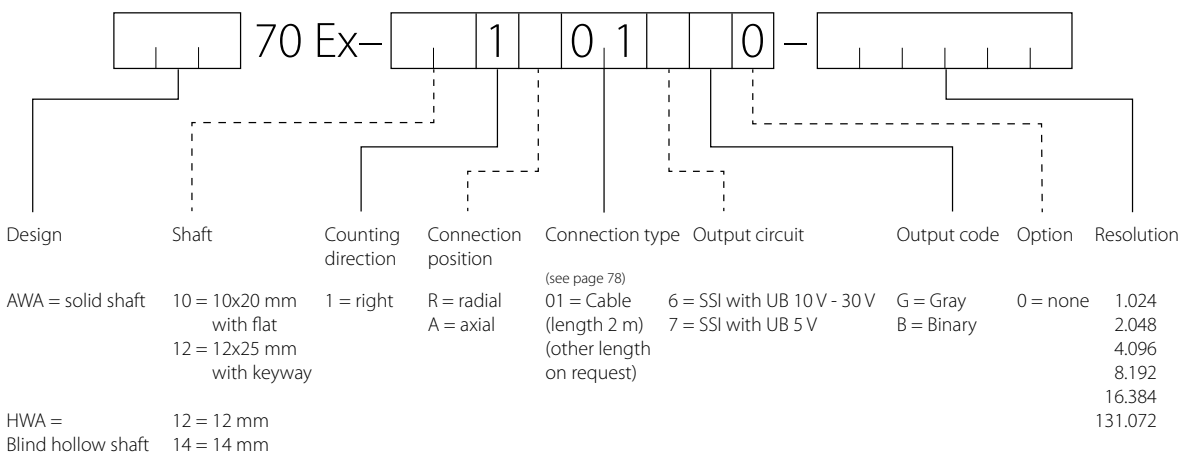 70 Ex– 1 0 1 0 –
Design Shaft Counting direction Connection position Connection type Output circuit Output code Option Resolution
(see page 78)
AWA = solid shaft 10 = 10x20 mm 1 = right R = radial 01 = Cable 6 = SSI with UB 10 V - 30 V G = Gray 0 = none 1.024
with flat A = axial (length 2 m) 7 = SSI with UB 5 V B = Binary 2.048
12 = 12x25 mm (other length 4.096
with keyway on request) 8.192
16.384
HWA = 12 = 12 mm 131.072
Blind hollow shaft 14 = 14 mm